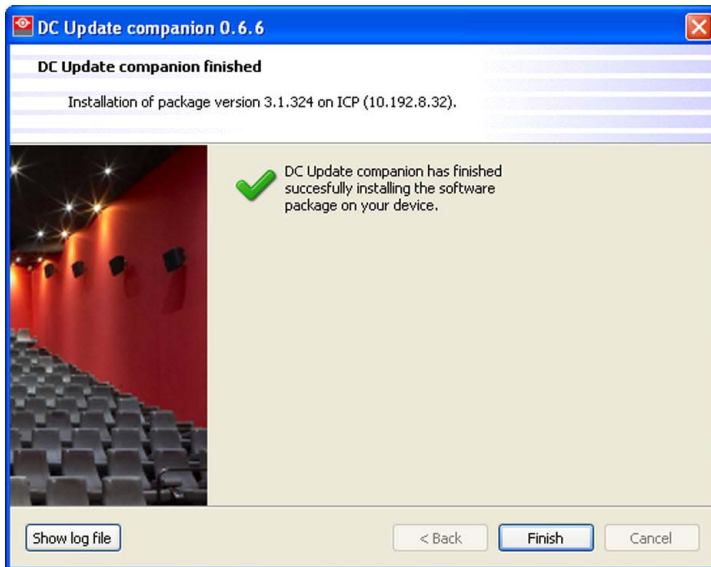 DC Update companion 0.6.6
DC Update companion finished
Installation of package version 3.1.324 on ICP (10.192.8.32).
DC Update companion has finished
succesfully installing the software
package on your device.
Show log file
< Back
Finish
Cancel